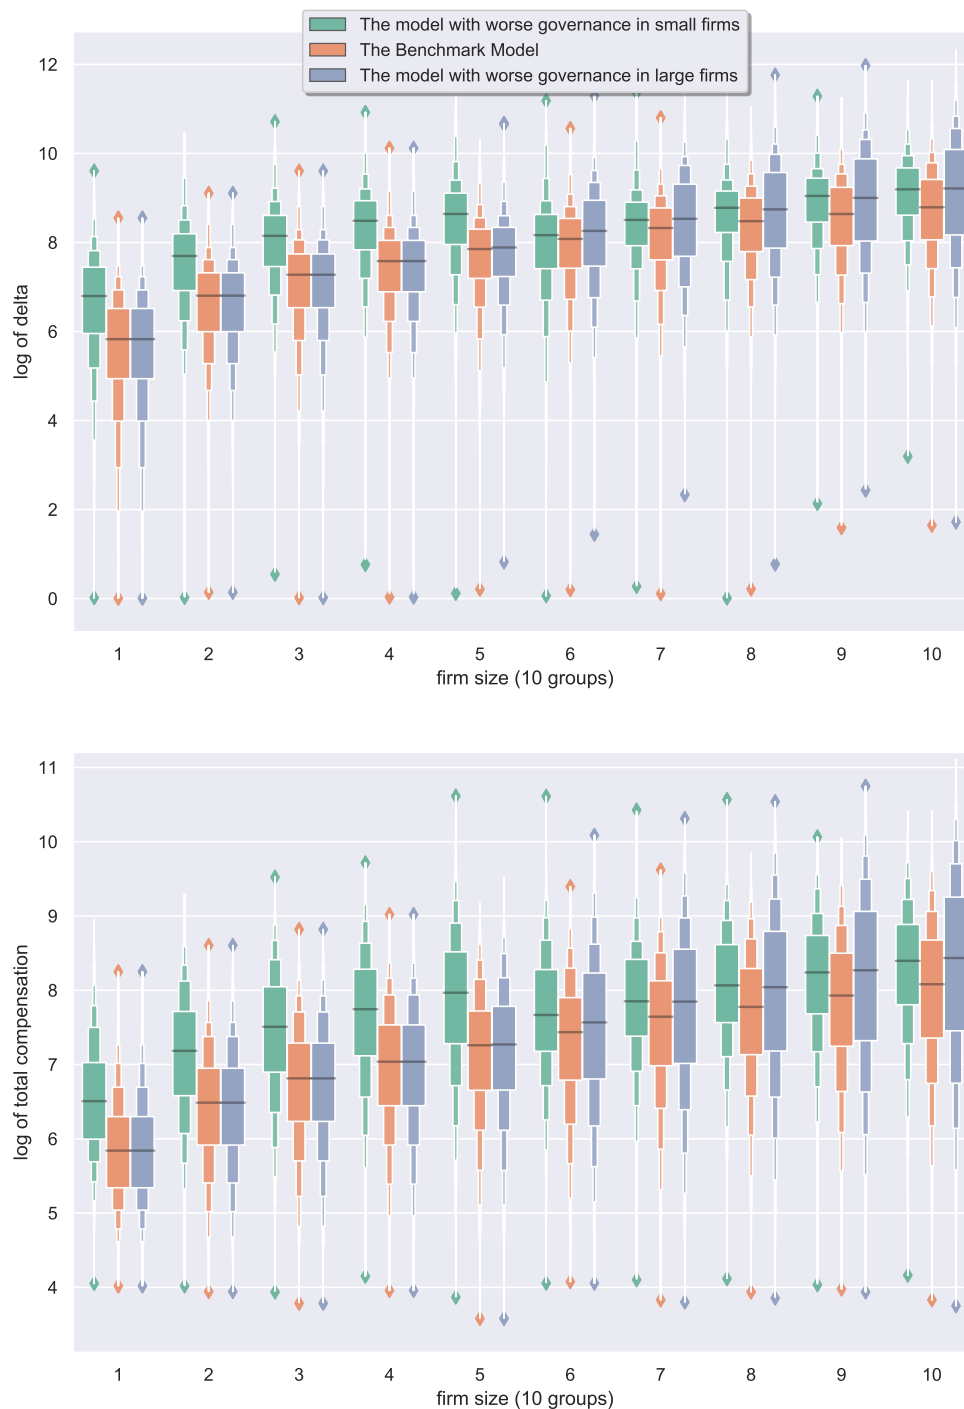 The model with worse governance in small firms
The Benchmark Model
The model with worse governance in large firms
12
10
8
6
4
2
0
log of delta
1 2 3 4 5 6 7 8 9 10
firm size (10 groups)
11
10
9
8
7
6
5
4
log of total compensation
1 2 3 4 5 6 7 8 9 10
firm size (10 groups)